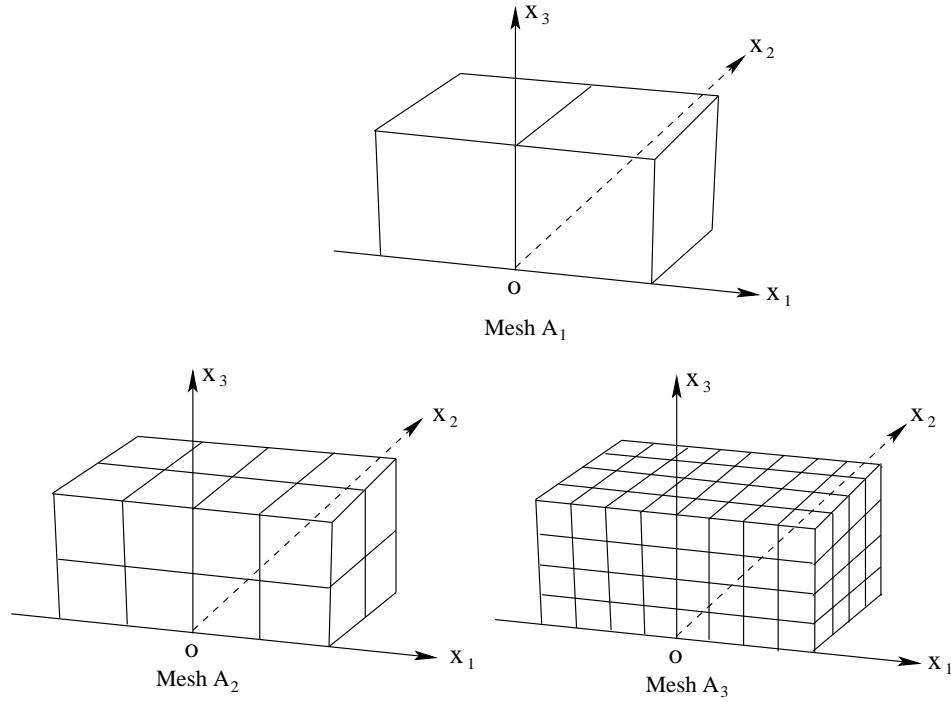 x₃
x₂
o
x₁
Mesh A₁
x₃
x₂
o
x₁
Mesh A₂
x₃
x₂
o
x₁
Mesh A₃